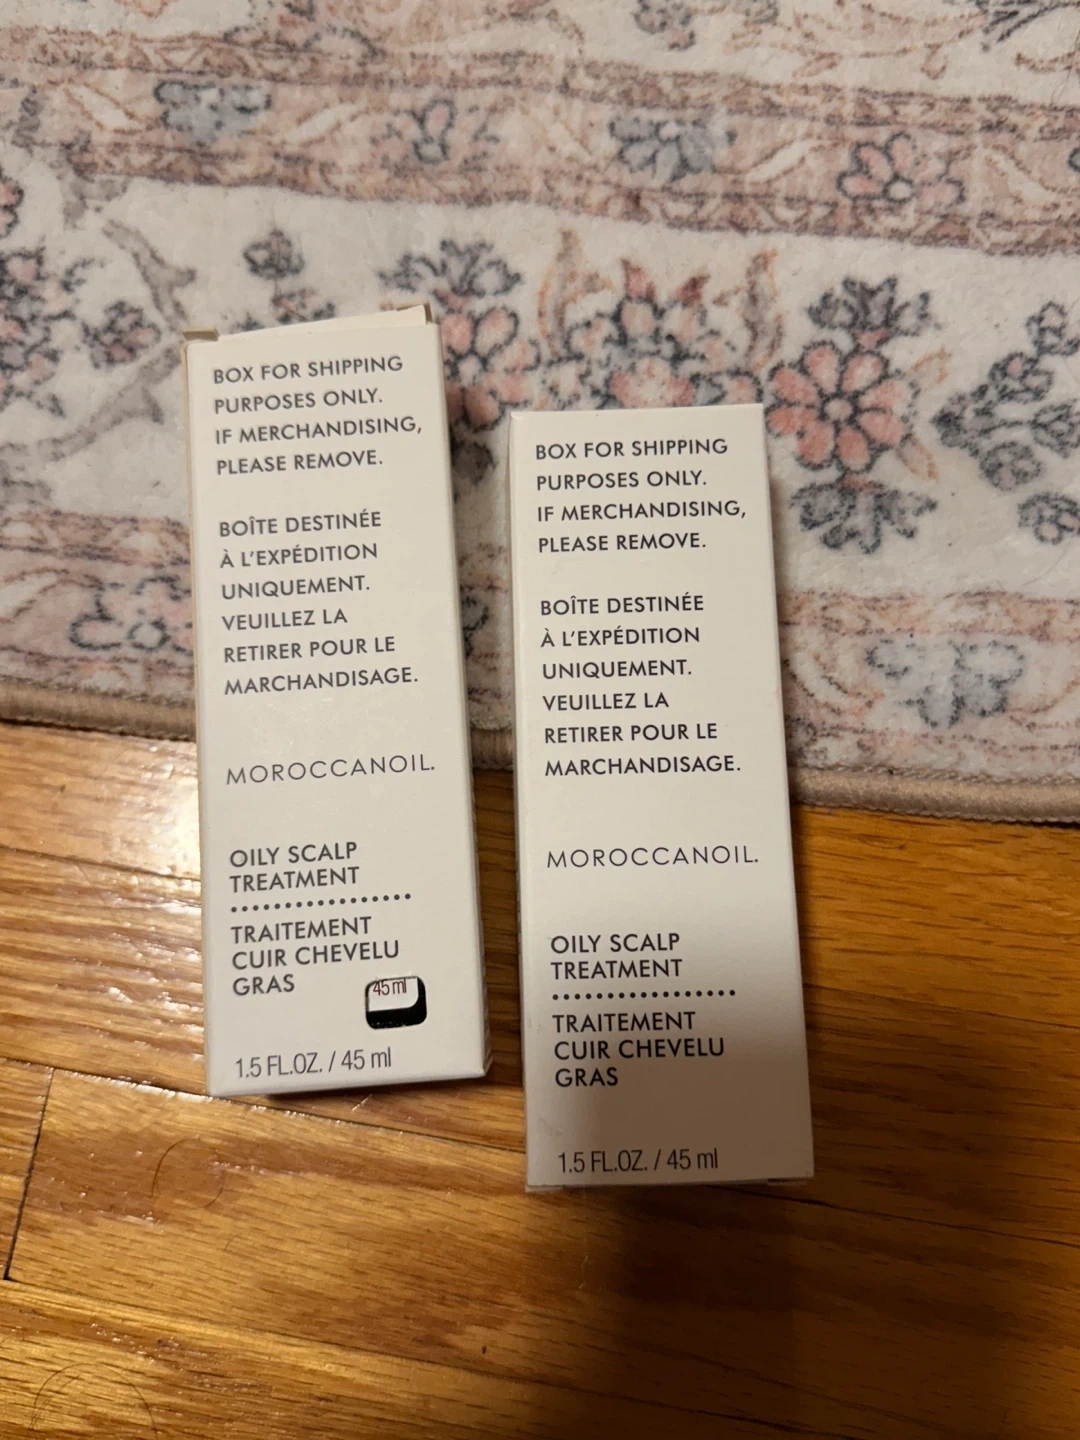 BOX FOR SHIPPING
PURPOSES ONLY.
IF MERCHANDISING,
PLEASE REMOVE.
BOÎTE DESTINÉE
À L'EXPÉDITION
UNIQUEMENT.
VEUILLEZ LA
RETIRER POUR LE
MARCHANDISAGE.
MOROCCANOIL.
OILY SCALP
TREATMENT
TRAITEMENT
CUIR CHEVELU
GRAS
45 ml
1.5 FL.OZ. / 45 ml
BOX FOR SHIPPING
PURPOSES ONLY.
IF MERCHANDISING,
PLEASE REMOVE.
BOÎTE DESTINÉE
À L'EXPÉDITION
UNIQUEMENT.
VEUILLEZ LA
RETIRER POUR LE
MARCHANDISAGE.
MOROCCANOIL.
OILY SCALP
TREATMENT
TRAITEMENT
CUIR CHEVELU
GRAS
1.5 FL.OZ. / 45 ml